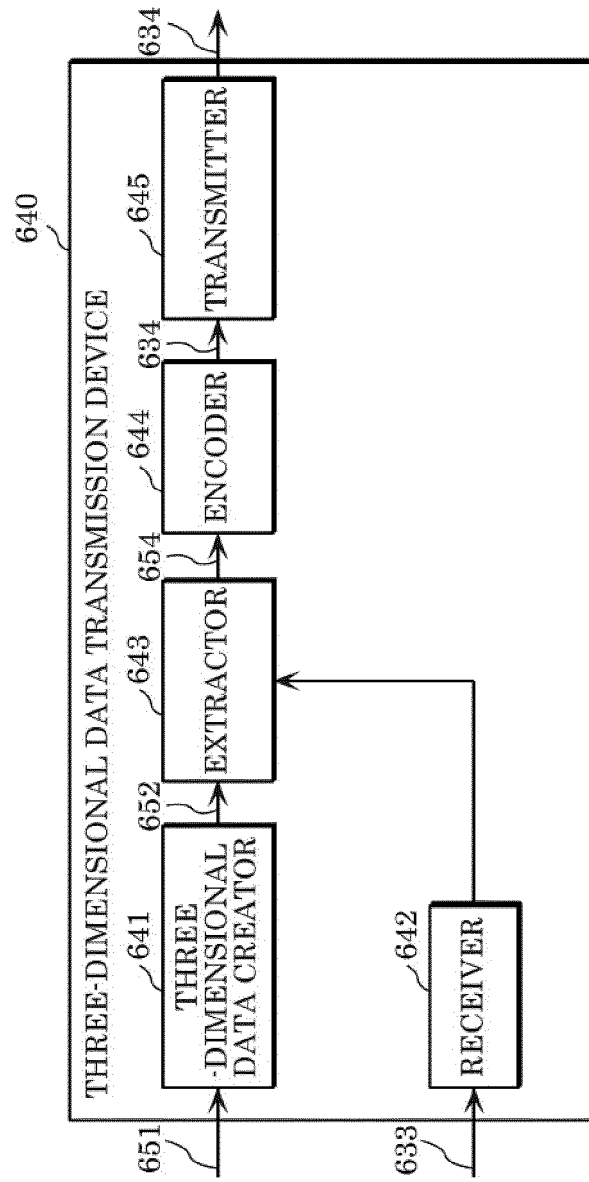 640
THREE-DIMENSIONAL DATA TRANSMISSION DEVICE
651
641
THREE
-DIMENSIONAL
DATA CREATOR
652
643
EXTRACTOR
654
644
ENCODER
634
645
TRANSMITTER
634
633
642
RECEIVER